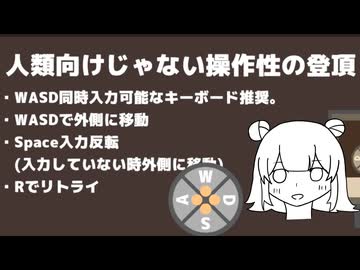 人類向けじゃない操作性の登頂
・WASD同時入力可能なキーボード推奨。
・WASDで外側に移動
・Space入力反転
(入力していない時外側に移動)
・Rでリトライ
W
A
D
S